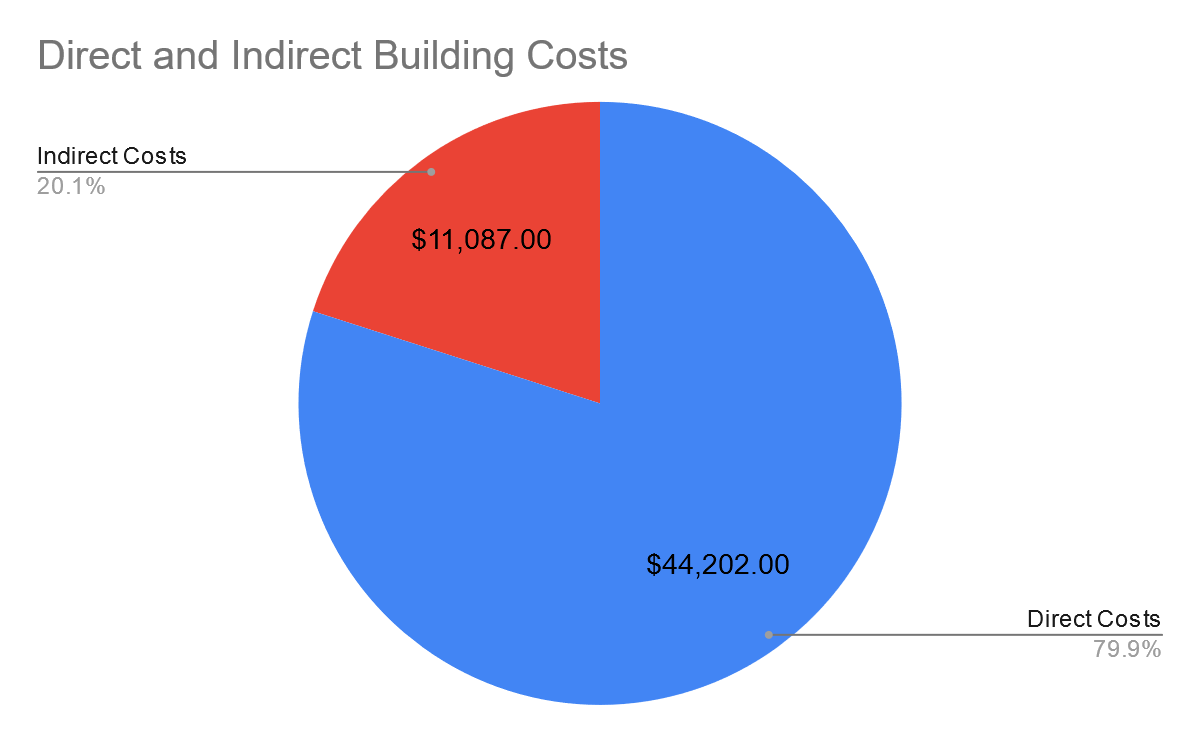 Direct and Indirect Building Costs
Indirect Costs
20.1%
$11,087.00
$44,202.00
Direct Costs
79.9%